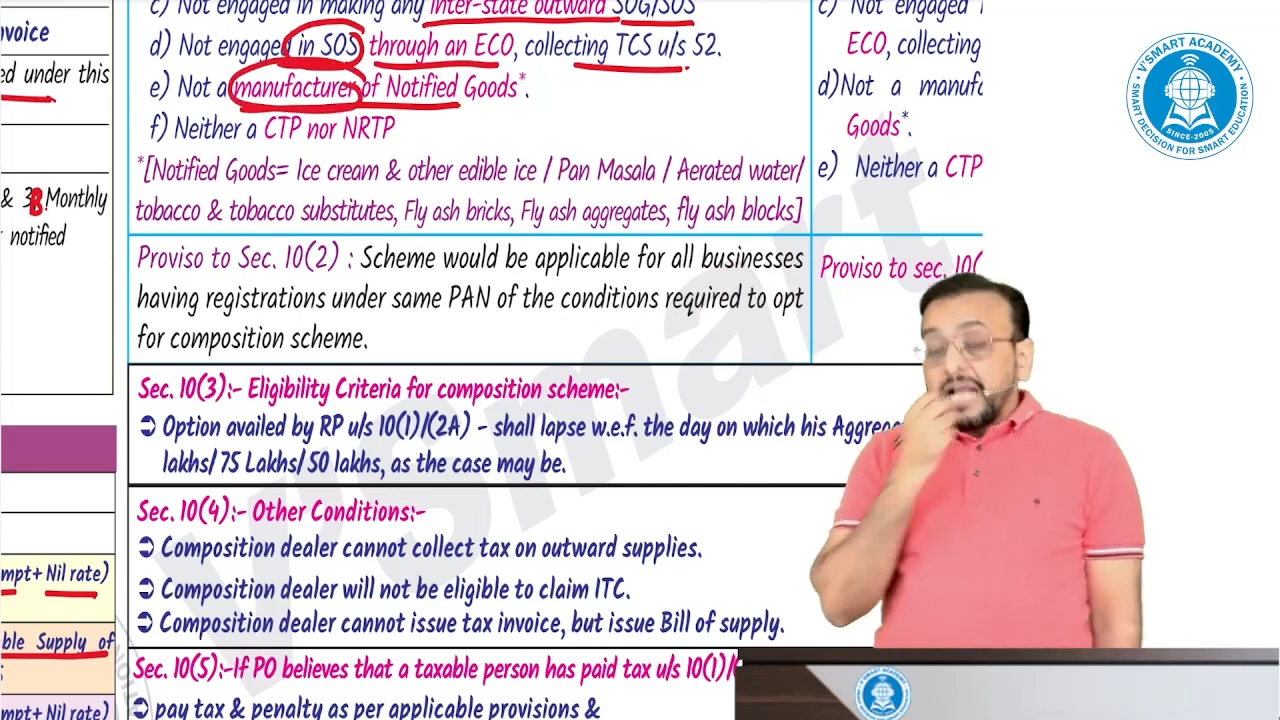 nvoice
ed under this
& 3B Monthly
notified
mpt+ Nil rate)
ble Supply of
mpt+ Nil rate)
c) Not engaged in making any inter-state outward SOG/SOS
d) Not engaged in SOS through an ECO, collecting TCS u/s 52.
e) Not a manufacturer of Notified Goods*.
f) Neither a CTP nor NRTP
*[Notified Goods= Ice cream & other edible ice / Pan Masala / Aerated water/
tobacco & tobacco substitutes, Fly ash bricks, Fly ash aggregates, fly ash blocks]
Proviso to Sec. 10(2) : Scheme would be applicable for all businesses
having registrations under same PAN of the conditions required to opt
for composition scheme.
c) Not engaged
ECO, collecting
d)Not a manufc
Goods*.
e) Neither a CTP
Proviso to sec. 10(
Sec. 10(3):- Eligibility Criteria for composition scheme:-
➲ Option availed by RP u/s 10(1)/(2A) - shall lapse w.e.f. the day on which his Aggrega
lakhs/ 75 Lakhs/ 50 lakhs, as the case may be.
Sec. 10(4):- Other Conditions:-
➲ Composition dealer cannot collect tax on outward supplies.
➲ Composition dealer will not be eligible to claim ITC.
➲ Composition dealer cannot issue tax invoice, but issue Bill of supply.
Sec. 10(5):-If PO believes that a taxable person has paid tax u/s 10(1)/
➲ pay tax & penalty as per applicable provisions &
V'smart
V'SMART ACADEMY
SINCE-2005
SMART DECISION FOR SMART EDUCATION